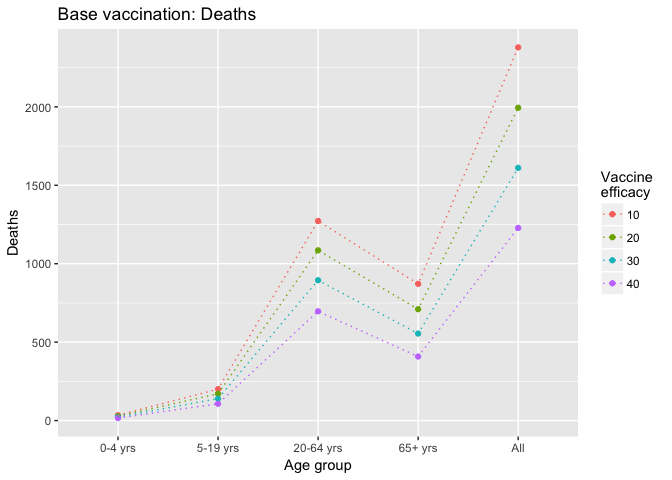 Base vaccination: Deaths
2000
1500
1000
500
0
Deaths
0-4 yrs 5-19 yrs 20-64 yrs 65+ yrs All
Age group
Vaccine
efficacy
10
20
30
40